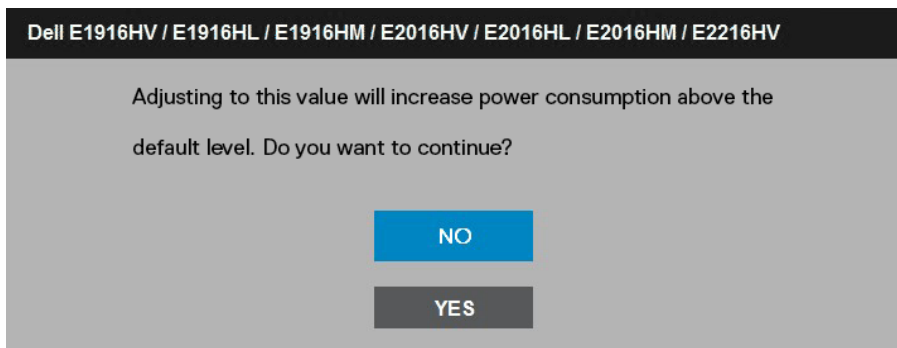 Dell E1916HV / E1916HL / E1916HM / E2016HV / E2016HL / E2016HM / E2216HV
Adjusting to this value will increase power consumption above the
default level. Do you want to continue?
NO
YES